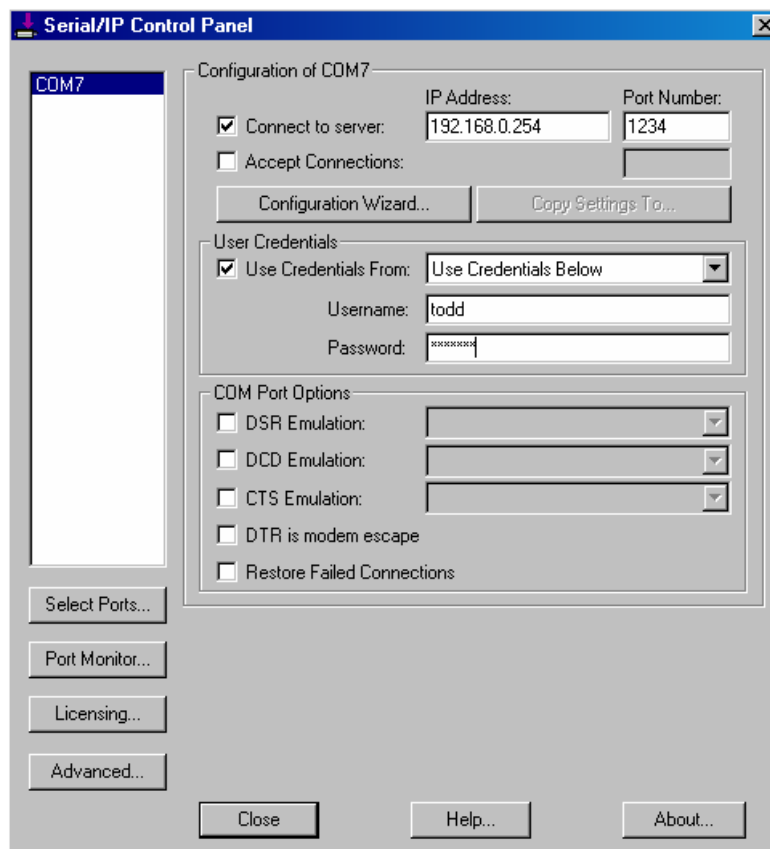 Serial/IP Control Panel
COM7
Configuration of COM7
IP Address: Port Number:
Connect to server: 192.168.0.254 1234
Accept Connections:
Configuration Wizard... Copy Settings To...
User Credentials
Use Credentials From: Use Credentials Below
Username: todd
Password: *******
COM Port Options
DSR Emulation:
DCD Emulation:
CTS Emulation:
DTR is modem escape
Restore Failed Connections
Select Ports...
Port Monitor...
Licensing...
Advanced...
Close Help... About...